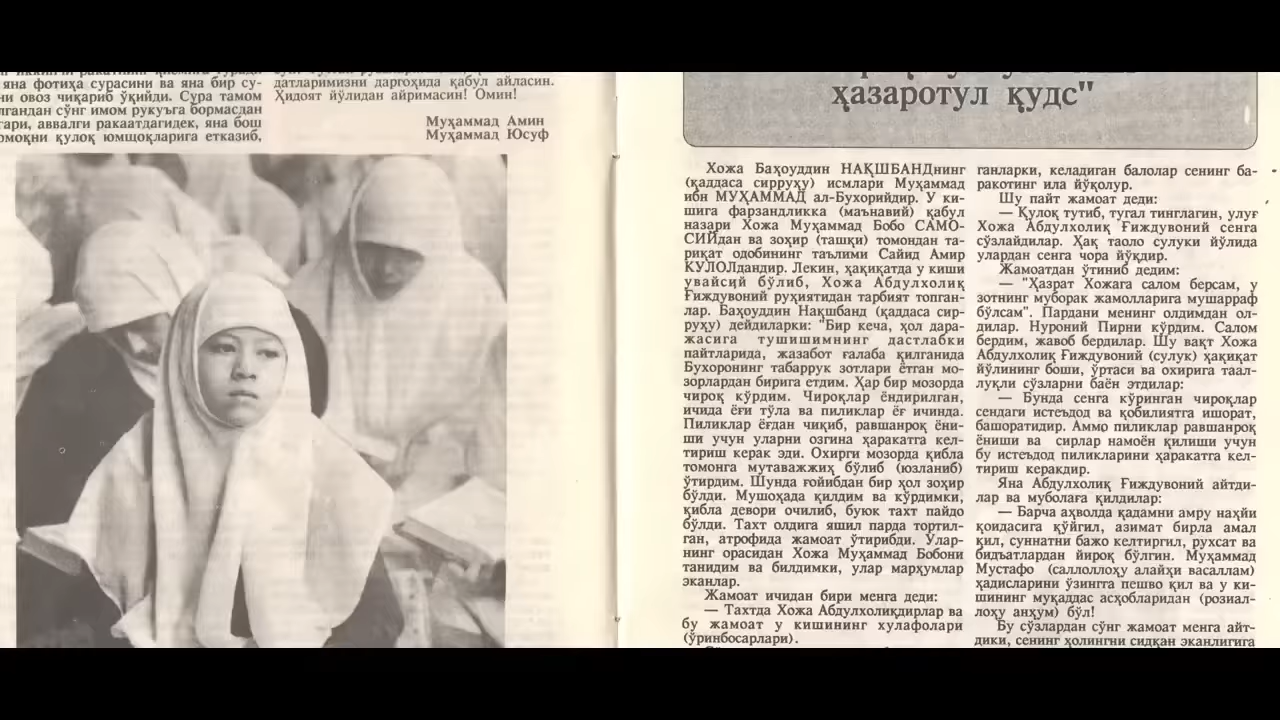 яна фотиҳа сурасини ва яна бир су-
ни овоз чиқариб ўқийди. Сура тамом
лгандан сўнг имом рукуъга бормасдан
гари, аввалги ракаатдагидек, яна бош
рмоқни қулоқ юмшоқларига етказиб,
датларимизни даргоҳида қабул айласин.
Ҳидоят йўлидан айримасин! Омин!
Муҳаммад Амин
Муҳаммад Юсуф
ҳазаротул қудс"
Хожа Баҳоуддин НАҚШБАНДнинг
(қаддаса сирруҳу) исмлари Муҳаммад
ибн МУҲАММАД ал-Бухорийдир. У ки-
шига фарзандликка (маънавий) қабул
назари Хожа Муҳаммад Бобо САМО-
СИЙдан ва зоҳир (ташқи) томондан та-
риқат одобининг таълими Сайид Амир
КУЛОЛдандир. Лекин, ҳақиқатда у киши
увайсий бўлиб, Хожа Абдулхолиқ
Ғиждувоний руҳиятидан тарбият топган-
лар. Баҳоуддин Нақшбанд (қаддаса сир-
руҳу) дейдиларки: "Бир кеча, ҳол дара-
жасига тушишимнинг дастлабки
пайтларида, жазабот ғалаба қилганида
Бухоронинг табаррук зотлари ётган мо-
зорлардан бирига етдим. Ҳар бир мозорда
чироқ кўрдим. Чироқлар ёндирилган,
ичида ёғи тўла ва пиликлар ёғ ичинда.
Пиликлар ёғдан чиқиб, равшанроқ ёни-
ши учун уларни озгина ҳаракатга кел-
тириш керак эди. Охирги мозорда қибла
томонга мутаважжиҳ бўлиб (юзланиб)
ўтирдим. Шунда ғойибдан бир ҳол зоҳир
бўлди. Мушоҳада қилдим ва кўрдимки,
қибла девори очилиб, буюк тахт пайдо
бўлди. Тахт олдига яшил парда тортил-
ган, атрофида жамоат ўтирибди. Улар-
нинг орасидан Хожа Муҳаммад Бобони
танидим ва билдимки, улар марҳумлар
эканлар.
Жамоат ичидан бири менга деди:
— Тахтда Хожа Абдулхолиқдирлар ва
бу жамоат у кишининг хулафолари
(ўринбосарлари).
ганларки, келадиган балолар сенинг ба-
ракотинг ила йўқолур.
Шу пайт жамоат деди:
— Қулоқ тутиб, тугал тинглагин, улуғ
Хожа Абдулхолиқ Ғиждувоний сенга
сўзлайдилар. Ҳақ таоло сулуки йўлида
улардан сенга чора йўқдир.
Жамоатдан ўтиниб дедим:
— "Ҳазрат Хожага салом берсам, у
зотнинг муборак жамолларига мушарраф
бўлсам". Пардани менинг олдимдан ол-
дилар. Нуроний Пирни кўрдим. Салом
бердим, жавоб бердилар. Шу вақт Хожа
Абдулхолиқ Ғиждувоний (сулук) ҳақиқат
йўлининг боши, ўртаси ва охирига таал-
луқли сўзларни баён этдилар:
— Бунда сенга кўринган чироқлар
сендаги истеъдод ва қобилиятга ишорат,
башоратидир. Аммо пиликлар равшанроқ
ёниши ва сирлар намоён қилиши учун
бу истеъдод пиликларини ҳаракатга кел-
тириш керакдир.
Яна Абдулхолиқ Ғиждувоний айтди-
лар ва муболаға қилдилар:
— Барча аҳволда қадамни амру наҳйи
қоидасига қўйгил, азимат бирла амал
қил, суннатни бажо келтиргил, рухсат ва
бидъатлардан йироқ бўлгин. Муҳаммад
Мустафо (саллоллоҳу алайҳи васаллам)
ҳадисларини ўзингга пешво қил ва у ки-
шининг муқаддас асҳобларидан (розиал-
лоҳу анҳум) бўл!
Бу сўзлардан сўнг жамоат менга айт-
дики, сенинг ҳолингни сидқан эканлигига